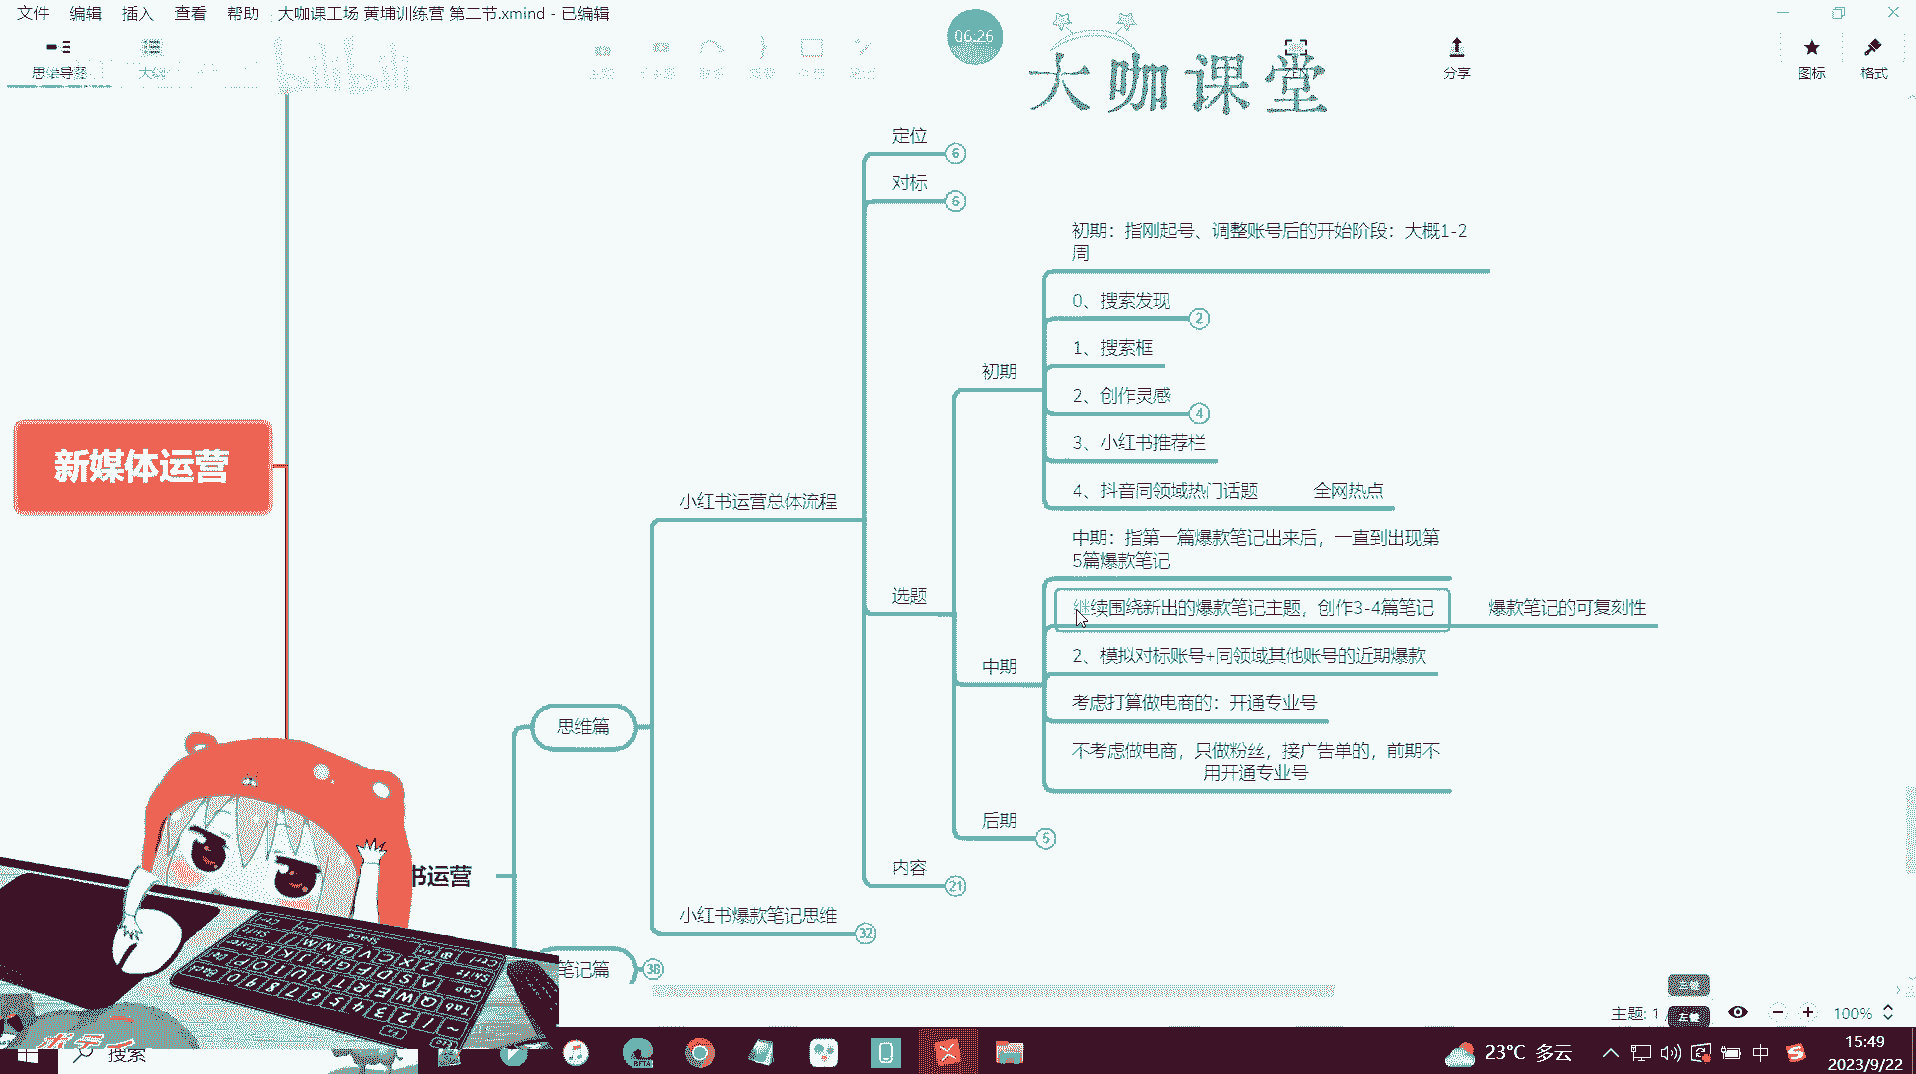 文件 编辑 插入 查看 帮助 大咖课工场 黄埔训练营 第二节.xmind - 已编辑
思维导图
大纲
bilibili
06:26
大咖课堂
分享
图标
格式
定位
6
对标
6
初期：指刚起号、调整账号后的开始阶段：大概1-2
周
0、搜索发现
2
1、搜索框
初期
2、创作灵感
4
3、小红书推荐栏
新媒体运营
4、抖音同领域热门话题
全网热点
小红书运营总体流程
中期：指第一篇爆款笔记出来后，一直到出现第
5篇爆款笔记
选题
继续围绕新出的爆款笔记主题，创作3-4篇笔记
爆款笔记的可复刻性
2、模拟对标账号+同领域其他账号的近期爆款
中期
考虑打算做电商的：开通专业号
思维篇
不考虑做电商，只做粉丝，接广告单的，前期不
用开通专业号
后期
5
内容
21
书运营
小红书爆款笔记思维
32
笔记篇
38
主题: 1
100%
搜索
23°C 多云
中
15:49
2023/9/22